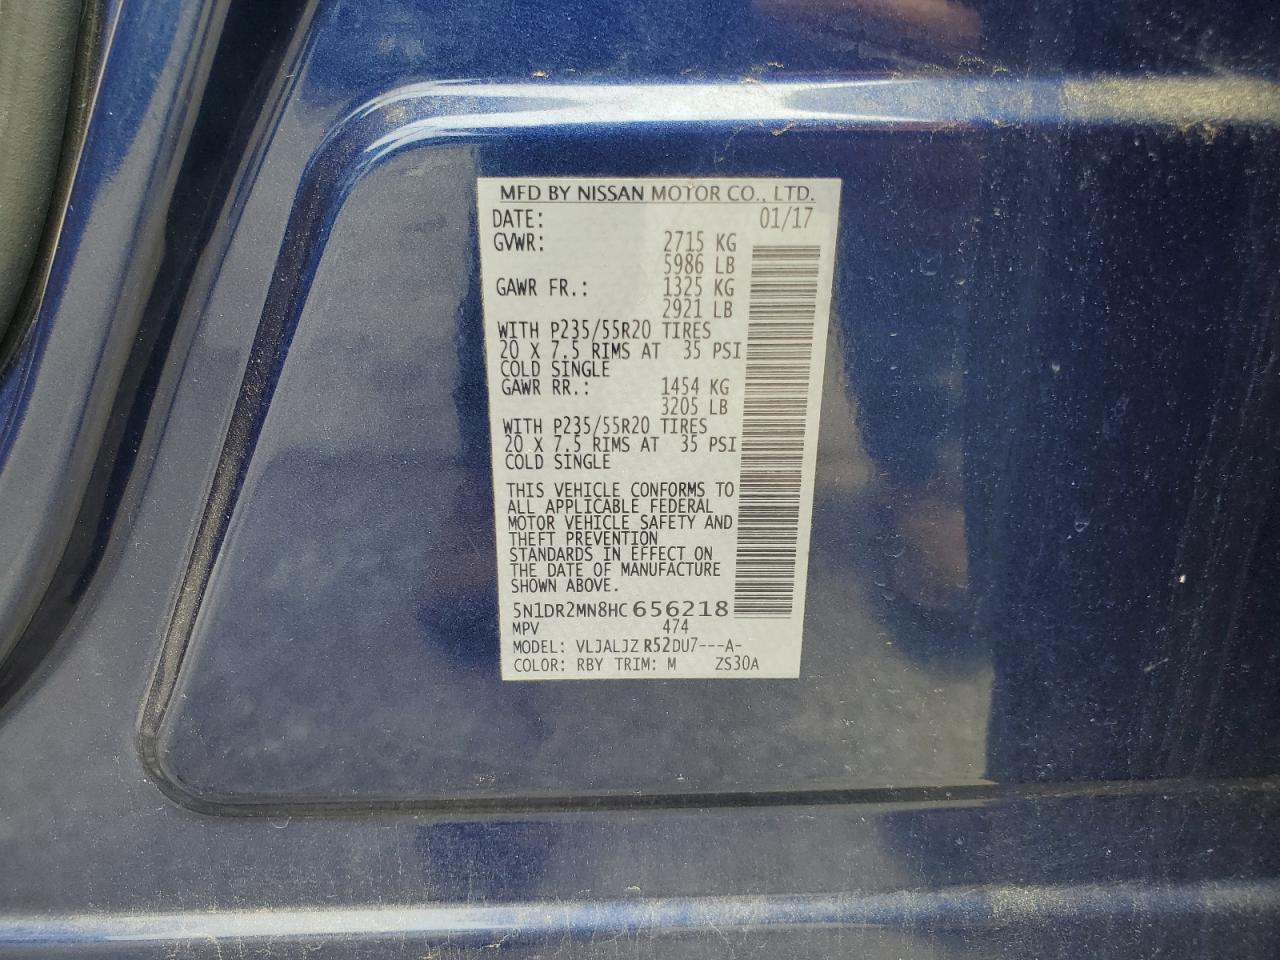 MFD BY NISSAN MOTOR CO., LTD.
DATE: 01/17
GVWR: 2715 KG
5986 LB
GAWR FR.: 1325 KG
2921 LB
WITH P235/55R20 TIRES
20 X 7.5 RIMS AT 35 PSI
COLD SINGLE
GAWR RR.: 1454 KG
3205 LB
WITH P235/55R20 TIRES
20 X 7.5 RIMS AT 35 PSI
COLD SINGLE
THIS VEHICLE CONFORMS TO
ALL APPLICABLE FEDERAL
MOTOR VEHICLE SAFETY AND
THEFT PREVENTION
STANDARDS IN EFFECT ON
THE DATE OF MANUFACTURE
SHOWN ABOVE.
5N1DR2MN8HC656218
MPV 474
MODEL: VLJALJZ R52DU7---A-
COLOR: RBY TRIM: M ZS30A